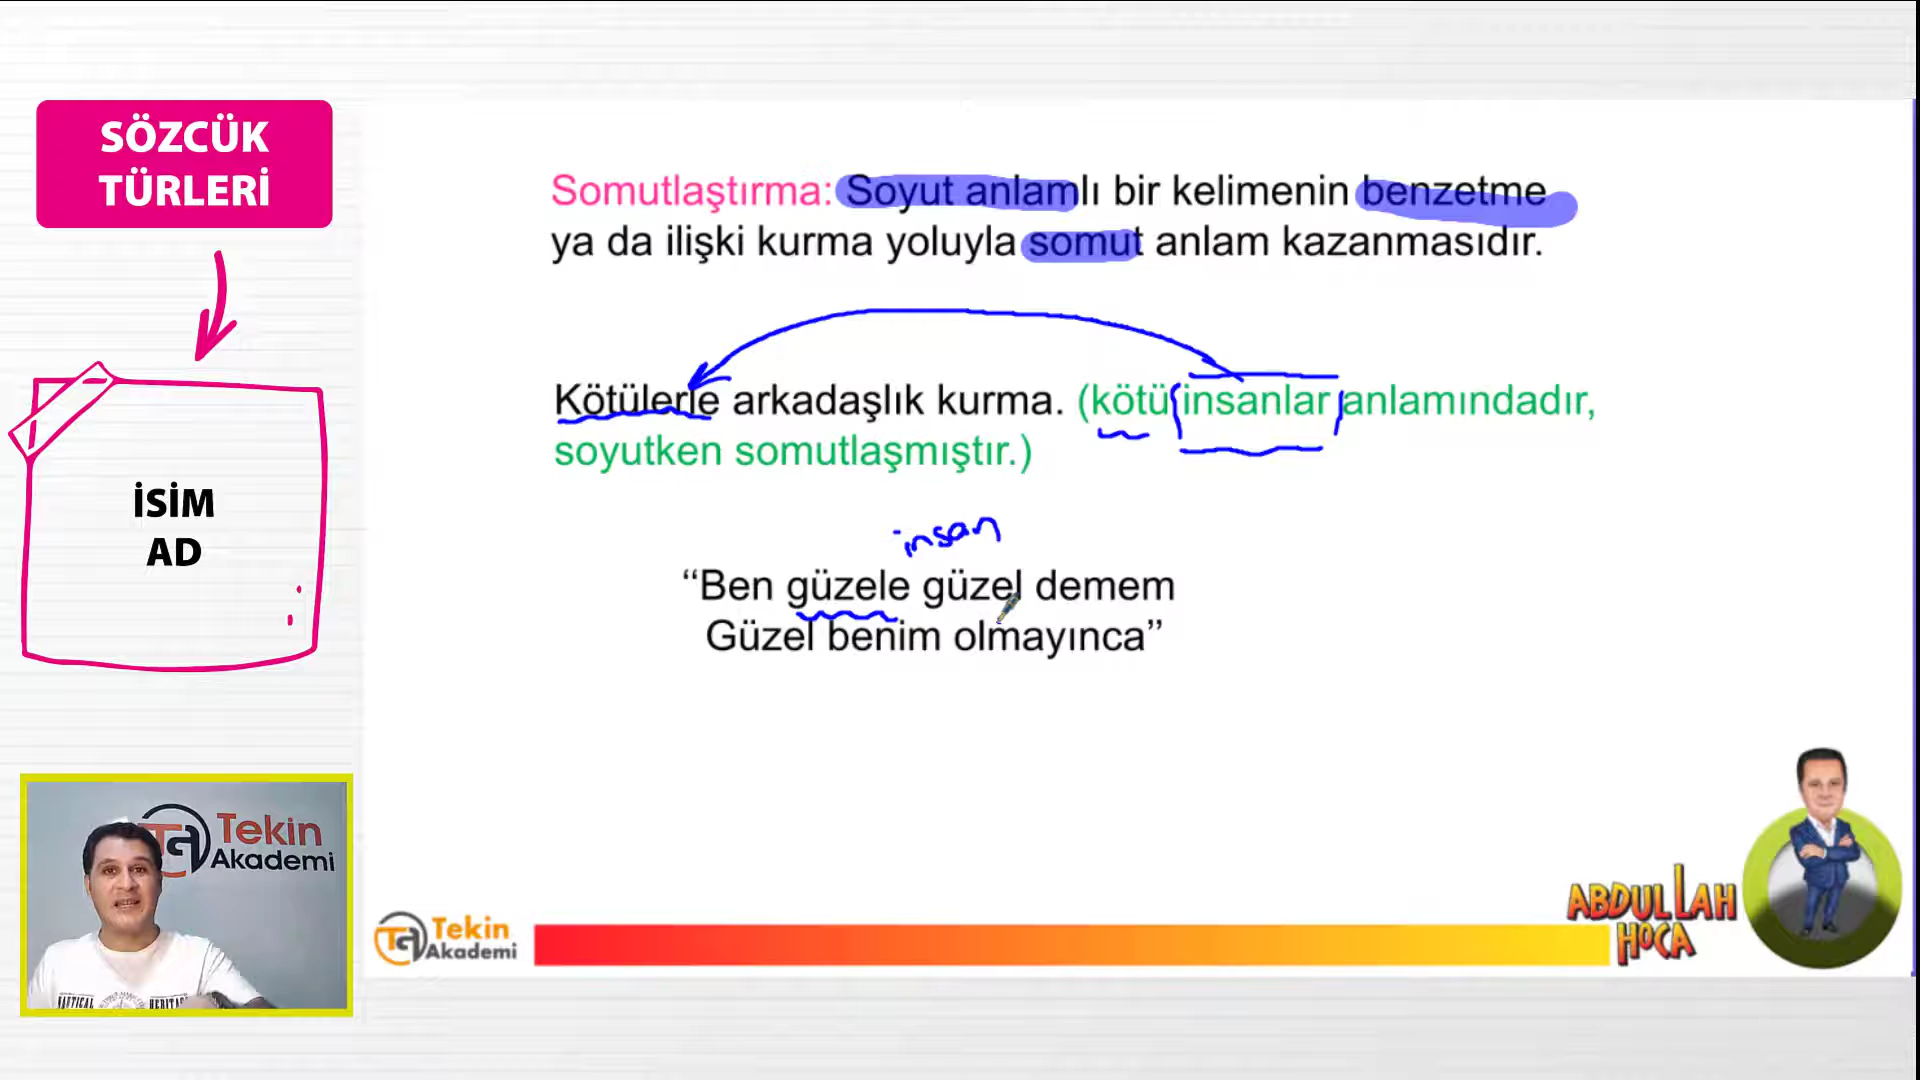 SÖZCÜK
TÜRLERİ
İSİM
AD
Somutlaştırma: Soyut anlamlı bir kelimenin benzetme
ya da ilişki kurma yoluyla somut anlam kazanmasıdır.
Kötülerle arkadaşlık kurma. (kötü insanlar anlamındadır,
soyutken somutlaşmıştır.)
insan
“Ben güzele güzel demem
Güzel benim olmayınca”
Tekin
Akademi
NAUTICAL
Tekin
Akademi
ABDULLAH
HOCA